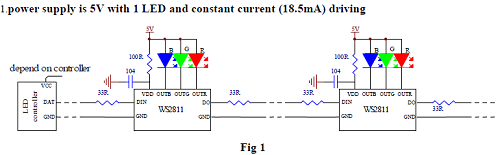 1.power supply is 5V with 1 LED and constant current (18.5mA) driving
5V
5V
B G R
B G R
100R
100R
depend on controller
104
104
VCC
LED controller
DAT
GND
33R
VDD OUTB OUTG OUTR
DIN
DO
WS2811
GND
GND
33R
33R
VDD OUTB OUTG OUTR
DIN
DO
WS2811
GND
GND
33R
Fig 1